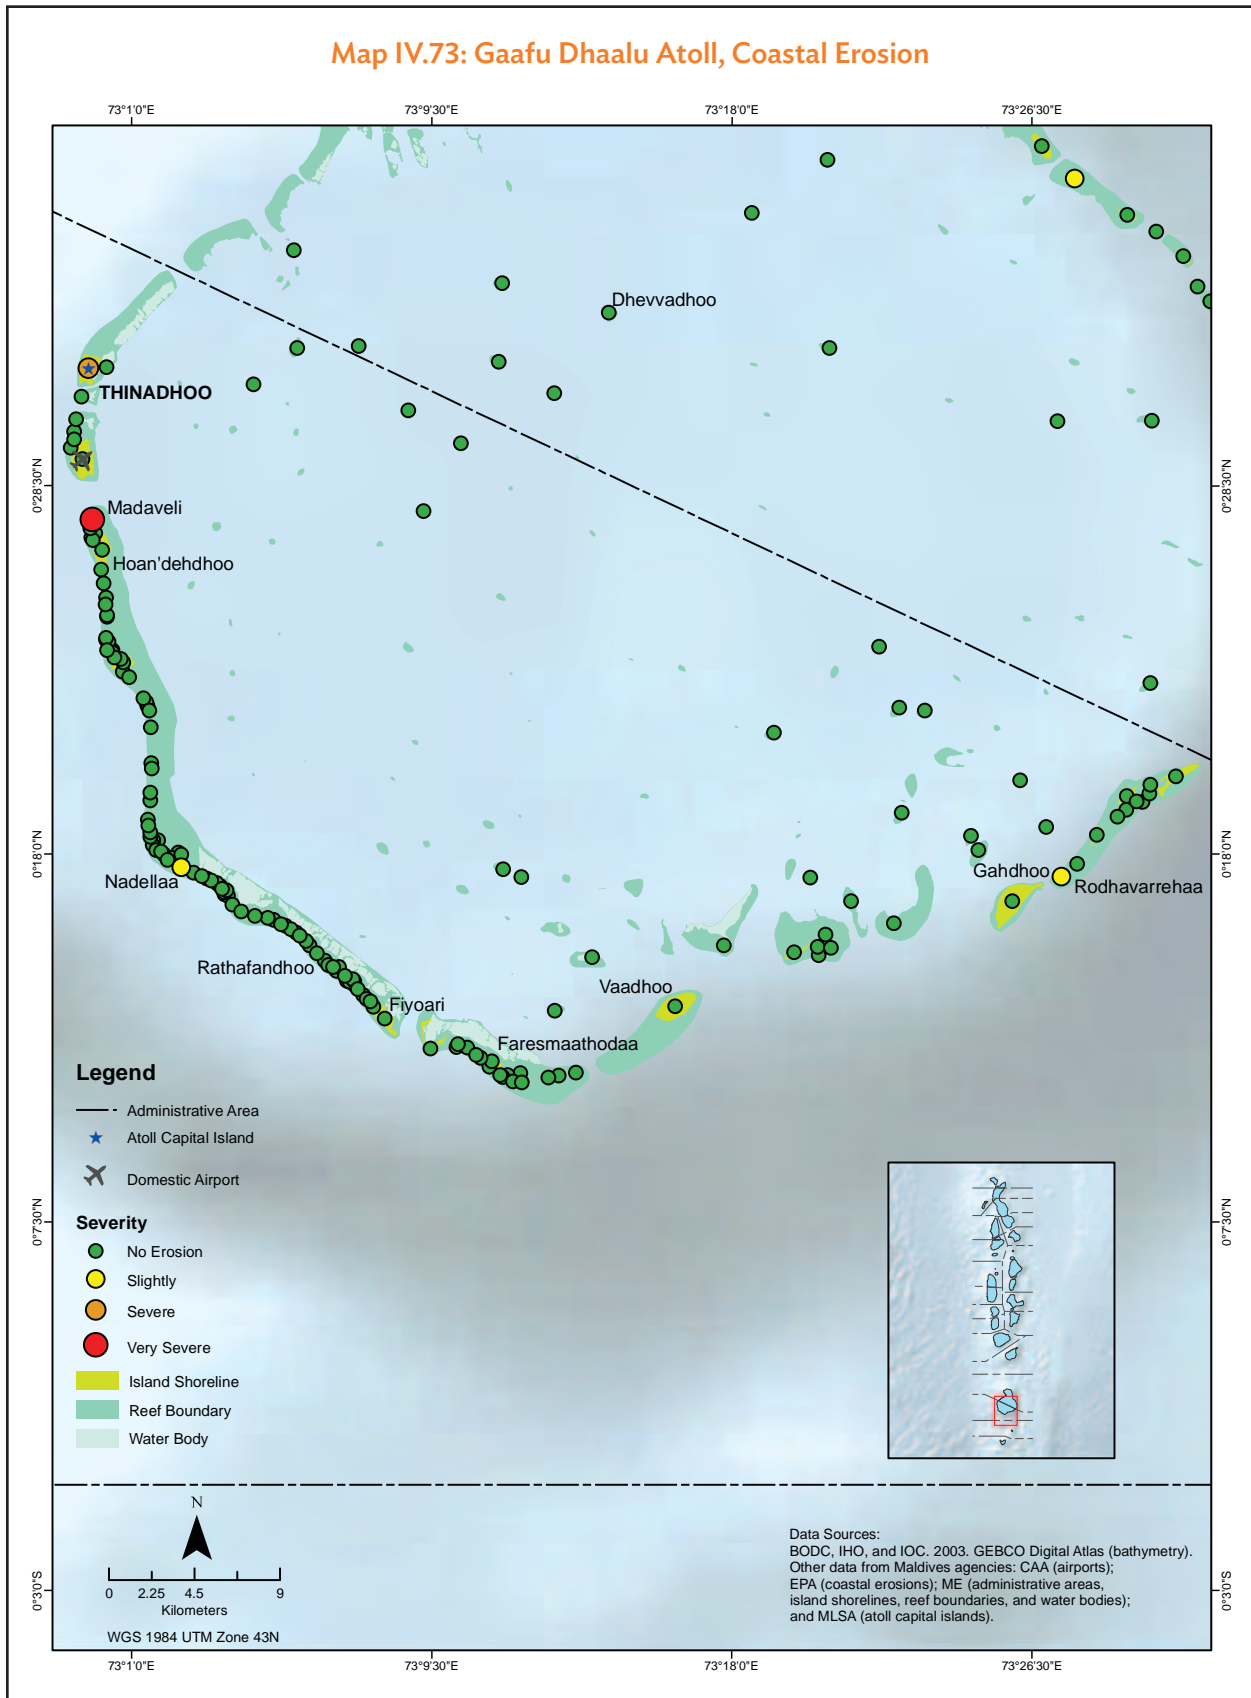 Map IV.73: Gaafu Dhaalu Atoll, Coastal Erosion
73°1'0"E
73°9'30"E
73°18'0"E
73°26'30"E
Dhevvadhoo
THINADHOO
0°28'30"N
0°28'30"N
Madaveli
Hoan'dehdhoo
0°18'0"N
0°18'0"N
Gahdhoo
Nadellaa
Rodhavarrehaa
Rathafandhoo
Vaadhoo
Fiyoari
Faresmaathodaa
Legend
Administrative Area
Atoll Capital Island
Domestic Airport
0°7'30"N
0°7'30"N
Severity
No Erosion
Slightly
Severe
Very Severe
Island Shoreline
Reef Boundary
Water Body
N
0 2.25 4.5 9
Kilometers
WGS 1984 UTM Zone 43N
0°3'0"S
0°3'0"S
Data Sources:
BODC, IHO, and IOC. 2003. GEBCO Digital Atlas (bathymetry).
Other data from Maldives agencies: CAA (airports);
EPA (coastal erosions); ME (administrative areas,
island shorelines, reef boundaries, and water bodies);
and MLSA (atoll capital islands).
73°1'0"E
73°9'30"E
73°18'0"E
73°26'30"E